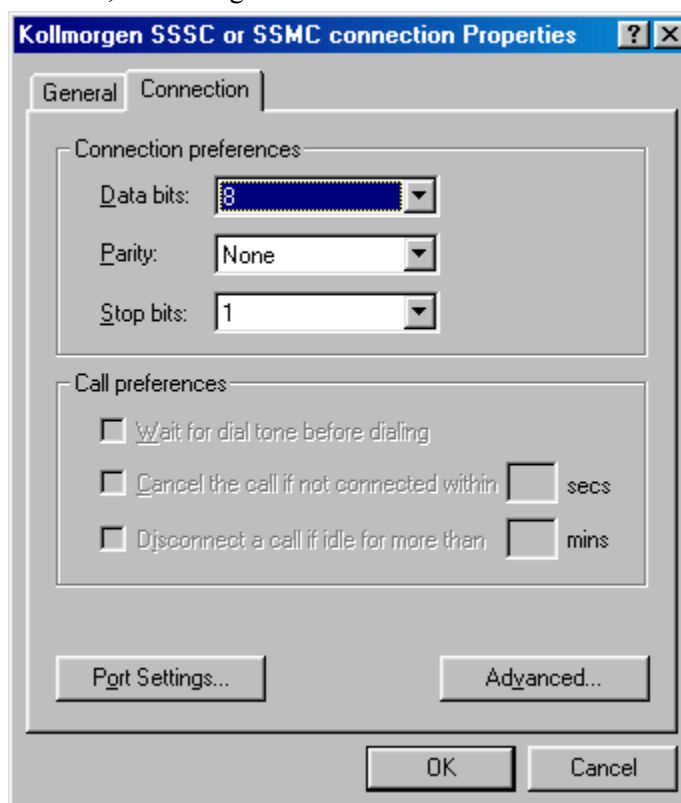 Kollmorgen SSSC or SSMC connection Properties ? X
General Connection
Connection preferences
Data bits: 8
Parity: None
Stop bits: 1
Call preferences
Wait for dial tone before dialing
Cancel the call if not connected within secs
Disconnect a call if idle for more than mins
Port Settings... Advanced...
OK Cancel